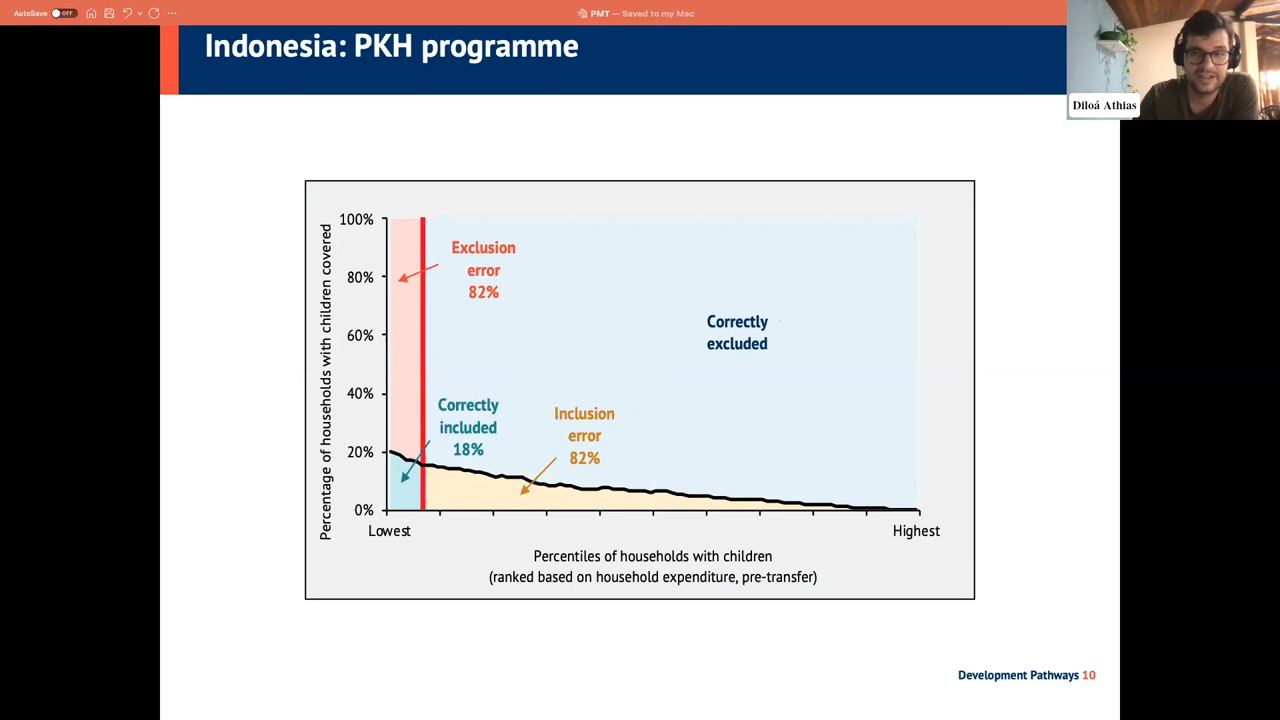 AutoSave OFF
PMT — Saved to my Mac
Indonesia: PKH programme
Diloá Athias
Percentage of households with children covered
100%
80%
60%
40%
20%
0%
Exclusion
error
82%
Correctly
excluded
Correctly
included
18%
Inclusion
error
82%
Lowest
Highest
Percentiles of households with children
(ranked based on household expenditure, pre-transfer)
Development Pathways 10